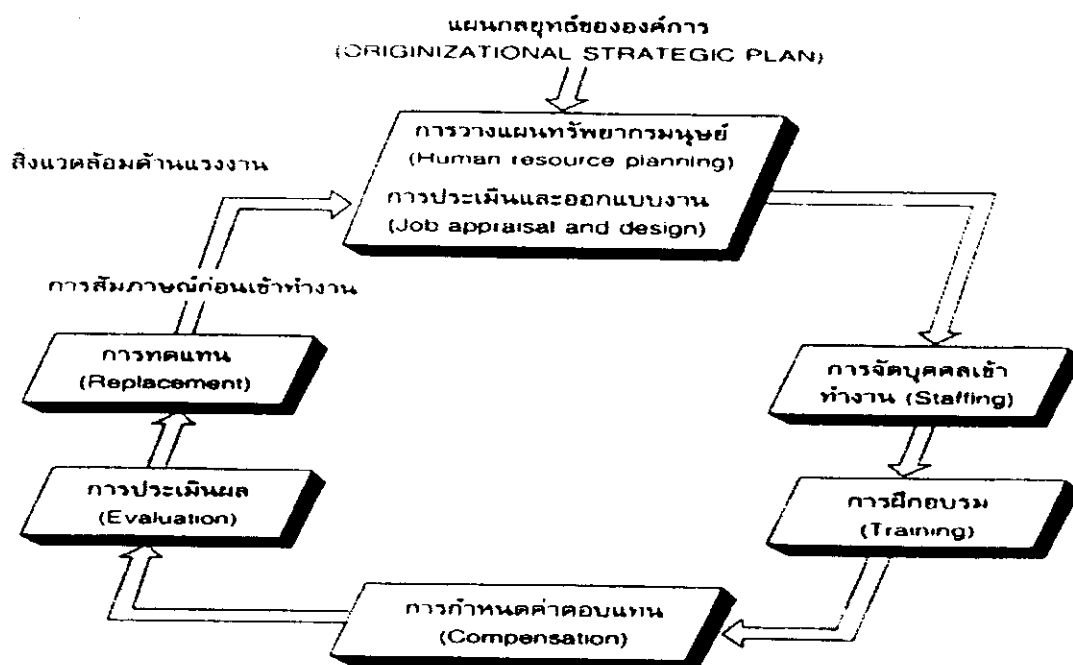 แผนกลยุทธ์ขององค์การ
(ORIGINIZATIONAL STRATEGIC PLAN)
การวางแผนทรัพยากรมนุษย์
(Human resource planning)
การประเมินและออกแบบงาน
(Job appraisal and design)
สิ่งแวดล้อมด้านแรงงาน
การสัมภาษณ์ก่อนเข้าทำงาน
การทดแทน
(Replacement)
การจัดบุคคลเข้า
ทำงาน (Staffing)
การประเมินผล
(Evaluation)
การฝึกอบรม
(Training)
การกำหนดค่าตอบแทน
(Compensation)